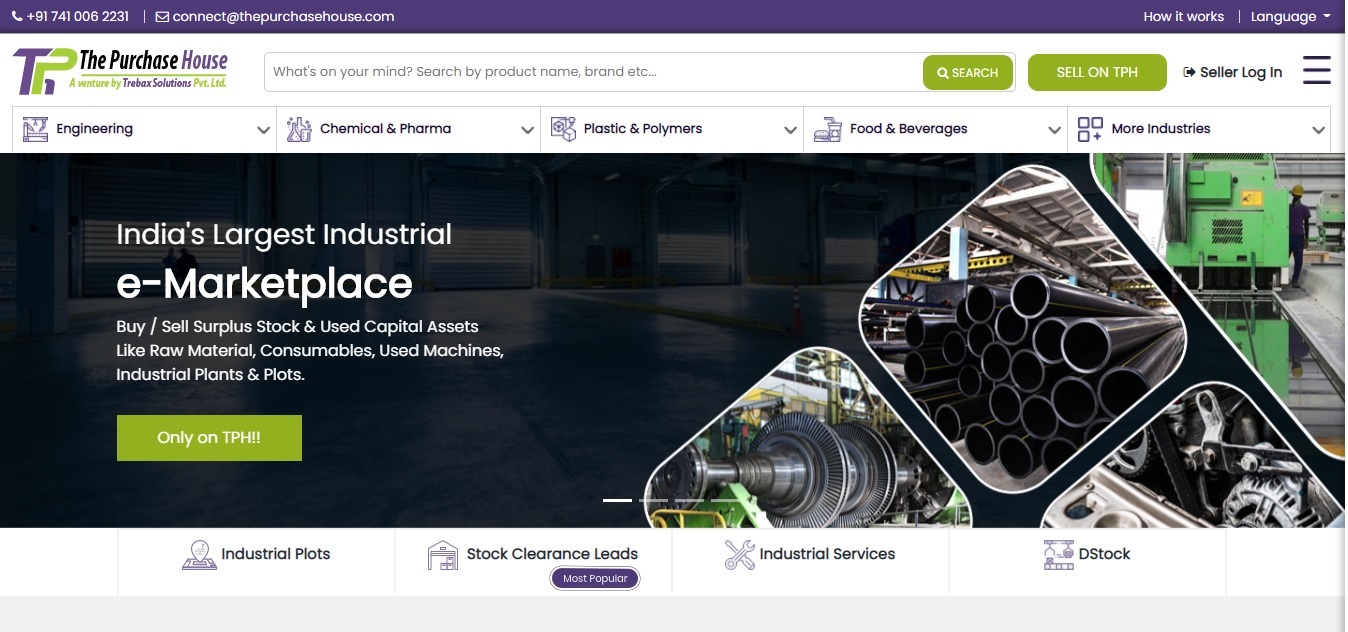 +91 741 006 2231
connect@thepurchasehouse.com
How it works
Language
The Purchase House
A venture by Trebax Solutions Pvt. Ltd.
What's on your mind? Search by product name, brand etc...
SEARCH
SELL ON TPH
Seller Log In
Engineering
Chemical & Pharma
Plastic & Polymers
Food & Beverages
More Industries
India's Largest Industrial
e-Marketplace
Buy / Sell Surplus Stock & Used Capital Assets
Like Raw Material, Consumables, Used Machines,
Industrial Plants & Plots.
Only on TPH!!
Industrial Plots
Stock Clearance Leads
Most Popular
Industrial Services
DStock